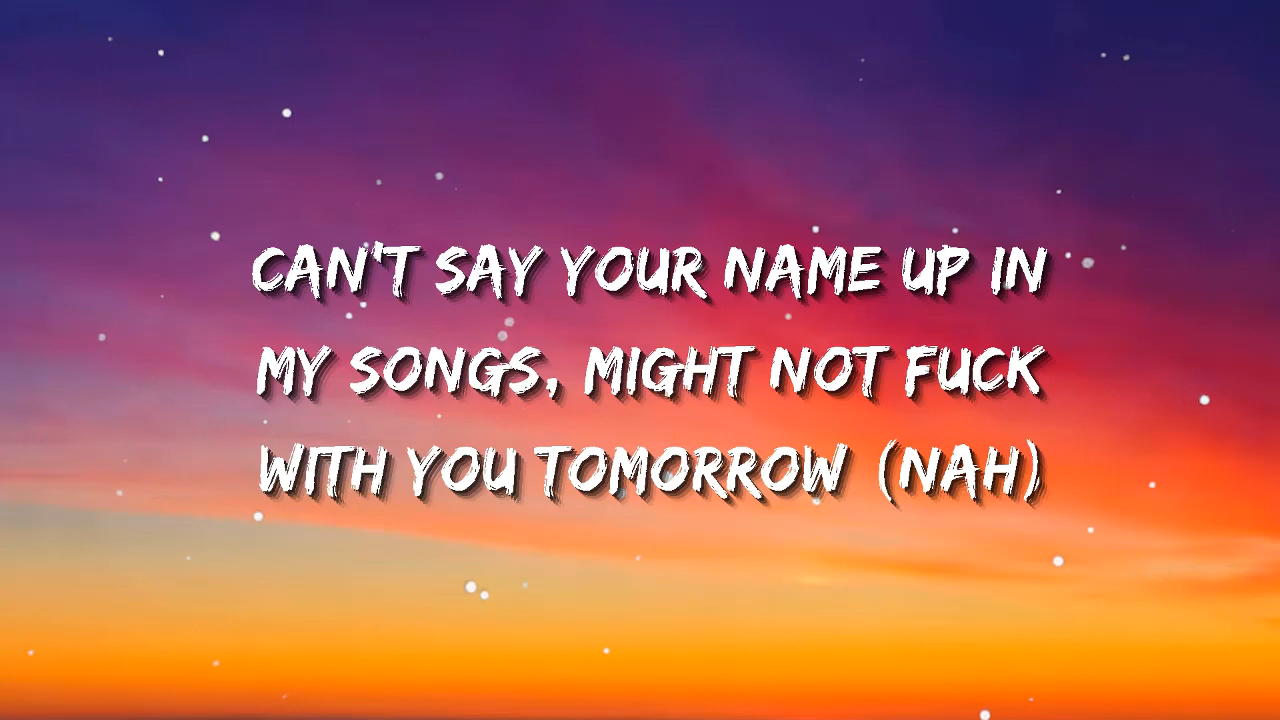 CAN'T SAY YOUR NAME UP IN
MY SONGS, MIGHT NOT FUCK
WITH YOU TOMORROW (NAH)